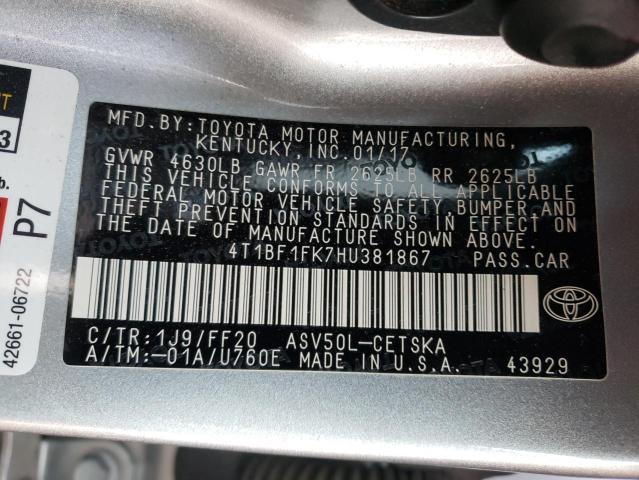 MFD.BY:TOYOTA MOTOR MANUFACTURING,
KENTUCKY,INC.01/17
GVWR 4630LB GAWR FR 2625LB RR 2625LB
THIS VEHICLE CONFORMS TO ALL APPLICABLE
FEDERAL MOTOR VEHICLE SAFETY,BUMPER,AND
THEFT PREVENTION STANDARDS IN EFFECT ON
THE DATE OF MANUFACTURE SHOWN ABOVE.
4T1BF1FK7HU381867 PASS.CAR
C/TR:1J9/FF20 ASV50L-CETSKA
A/TM:-01A/U760E MADE IN U.S.A. 43929
P7
42661-06722